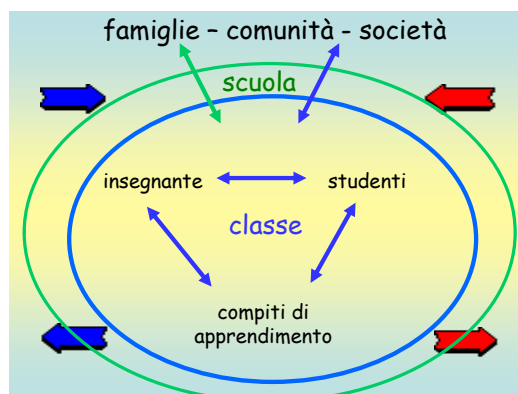 famiglie – comunità - società
scuola
insegnante
studenti
classe
compiti di
apprendimento